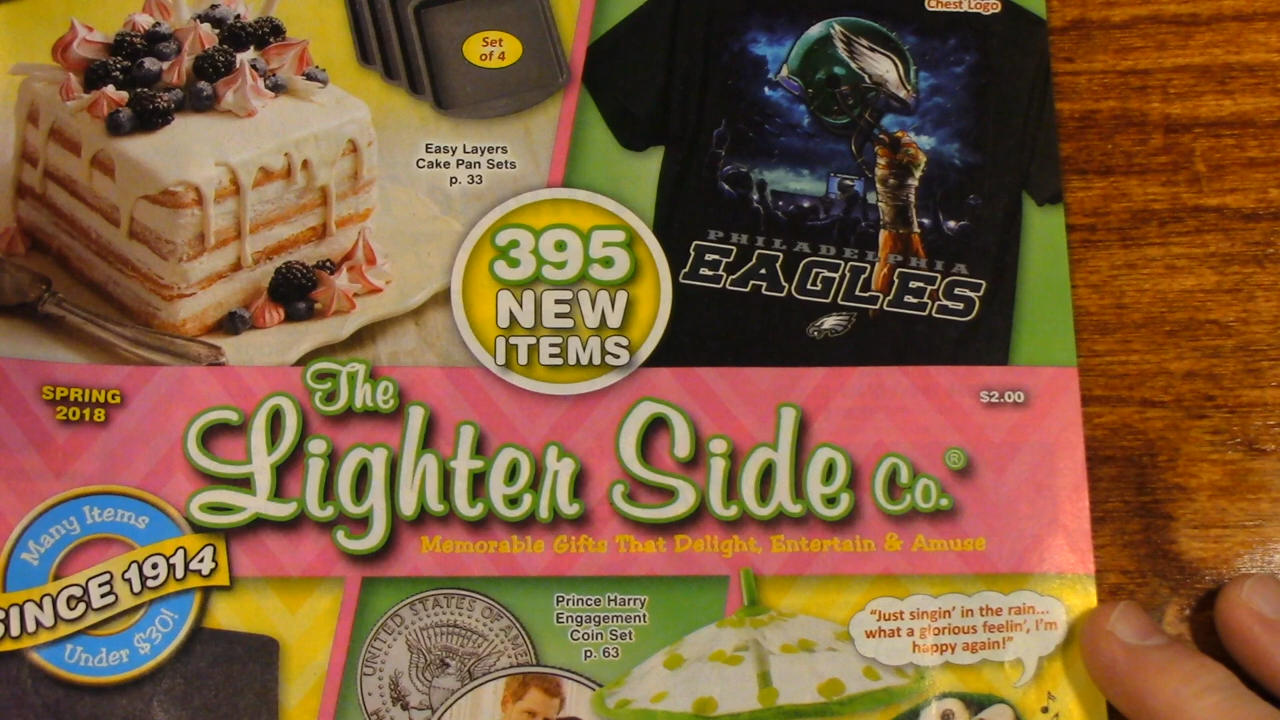 Set
of 4
Chest Logo
Easy Layers
Cake Pan Sets
p. 33
PHILADELPHIA
EAGLES
395
NEW
ITEMS
SPRING
2018
$2.00
The
Lighter Side Co.®
Memorable Gifts That Delight, Entertain & Amuse
Many Items
SINCE 1914
Under $30!
UNITED STATES OF
Prince Harry
Engagement
Coin Set
p. 63
"Just singin' in the rain...
what a glorious feelin', I'm
happy again!"